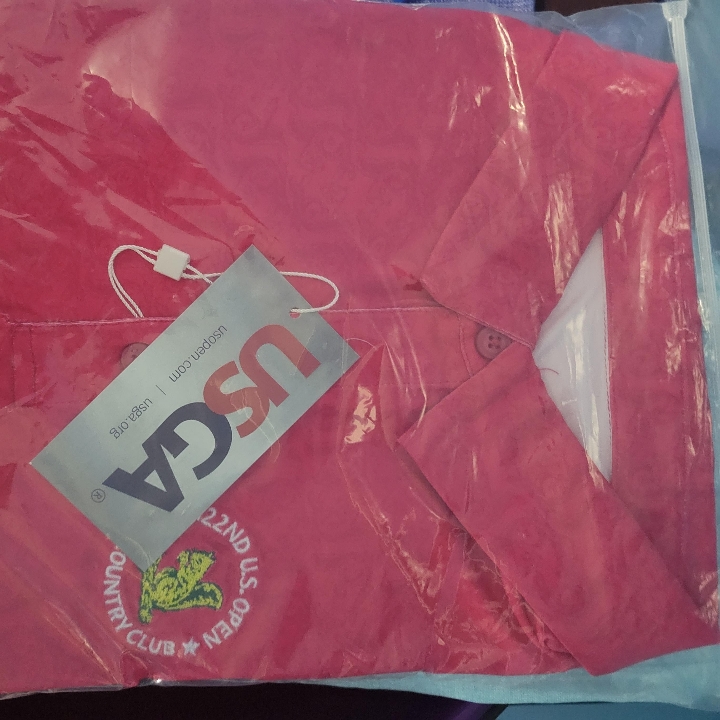 USGA®
usopen.com | usga.org
22ND U.S. OPEN ★
OUNTRY CLUB